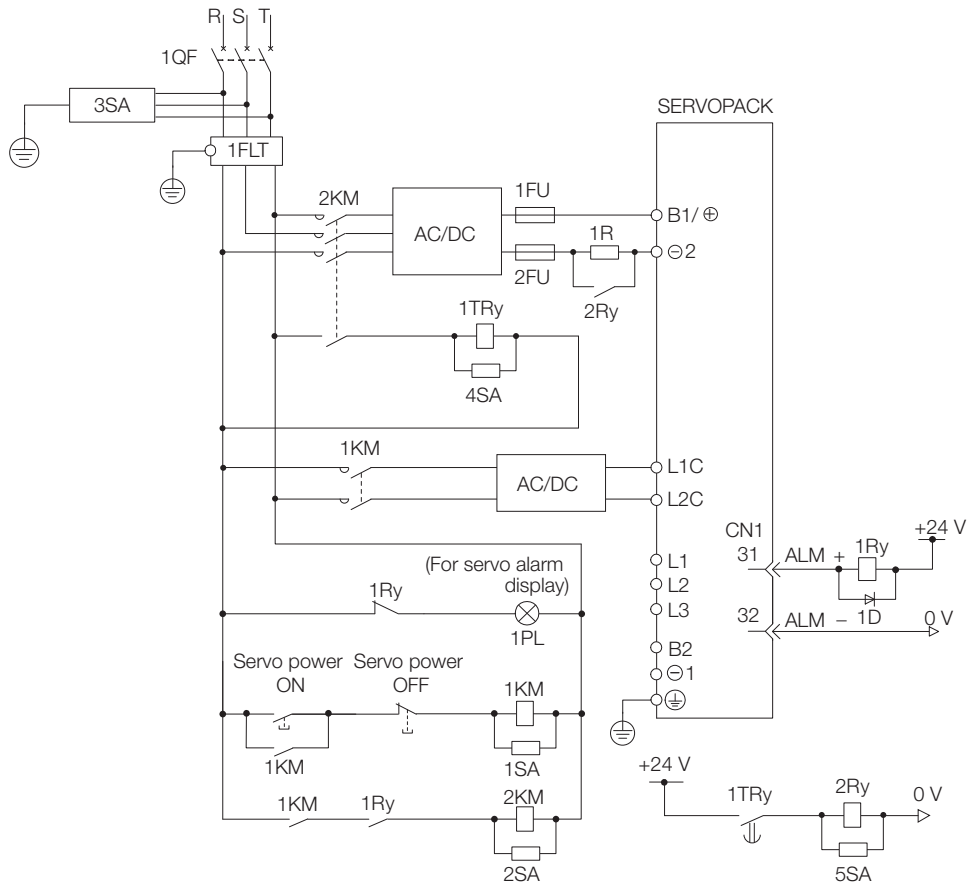 R S T
1QF
3SA
SERVOPACK
1FLT
2KM
1FU
B1/ ⊕
AC/DC
1R
⊖2
2FU
2Ry
1TRy
4SA
1KM
L1C
AC/DC
L2C
CN1
+24 V
31
ALM +
1Ry
L1
(For servo alarm
display)
L2
1Ry
L3
1D
32
ALM −
0 V
1PL
B2
Servo power
ON
Servo power
OFF
⊖1
1KM
1KM
1SA
+24 V
1KM
1Ry
2KM
1TRy
2Ry
0 V
2SA
5SA